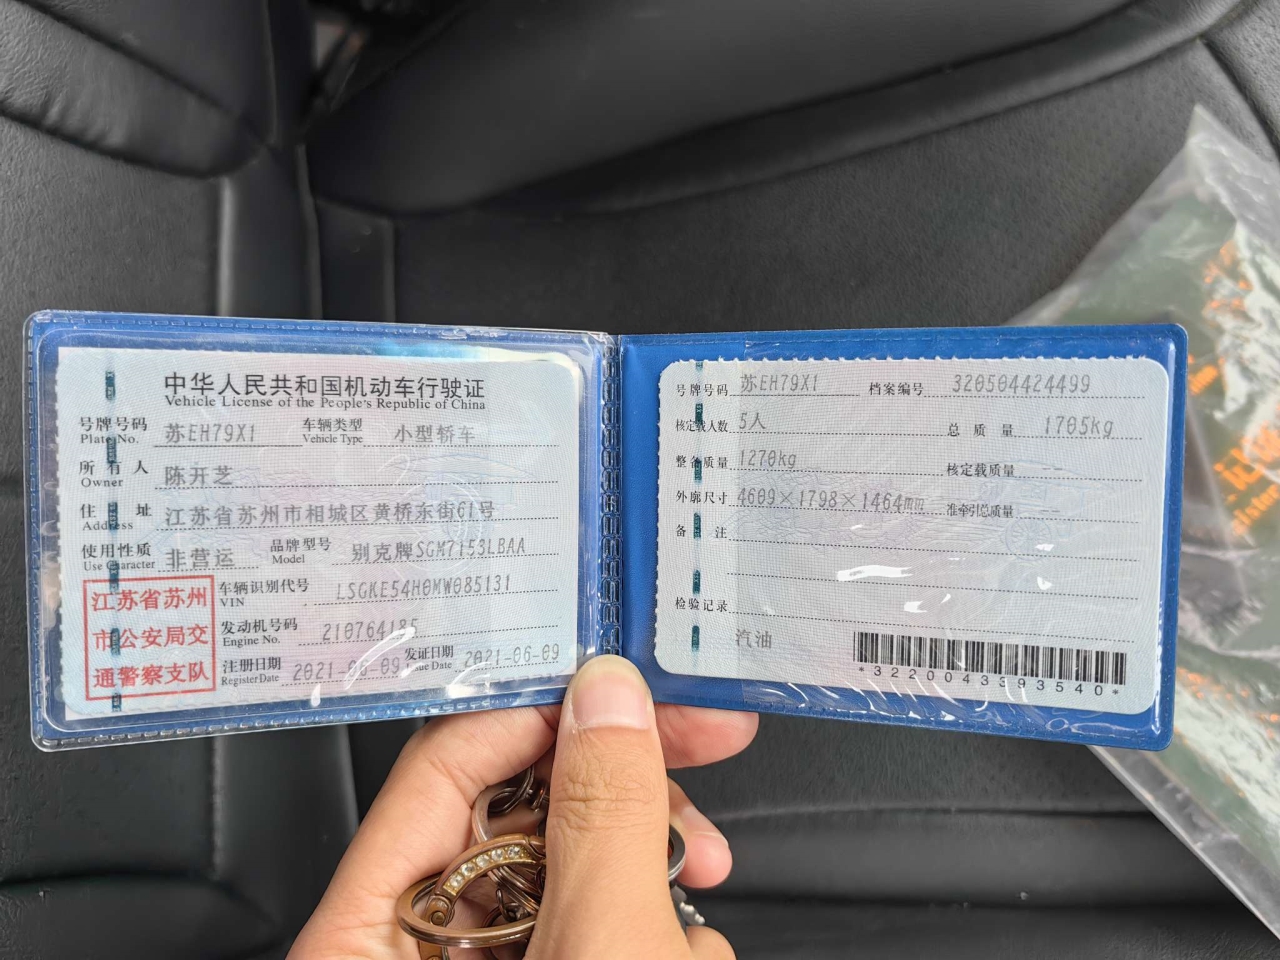 中华人民共和国机动车行驶证
Vehicle License of the People's Republic of China
号牌号码 苏EH79X1 车辆类型 小型轿车
Plate No. Vehicle Type
所有人 陈开芝
Owner
住址 江苏省苏州市相城区黄桥东街61号
Address
使用性质 非营运 品牌型号 别克牌SGM7153LBAA
Use Character Model
江苏省苏州
市公安局交
通警察支队
车辆识别代号 LSGKE54H0MW085131
VIN
发动机号码 210764185
Engine No.
注册日期 2021-06-09 发证日期 2021-06-09
Register Date Issue Date
号牌号码 苏EH79X1 档案编号 320504424499
核定载人数 5人 总质量 1705kg
整备质量 1270kg 核定载质量 --
外廓尺寸 4609×1798×1464mm 准牵引总质量 --
备注
检验记录
汽油
*3220043393540*